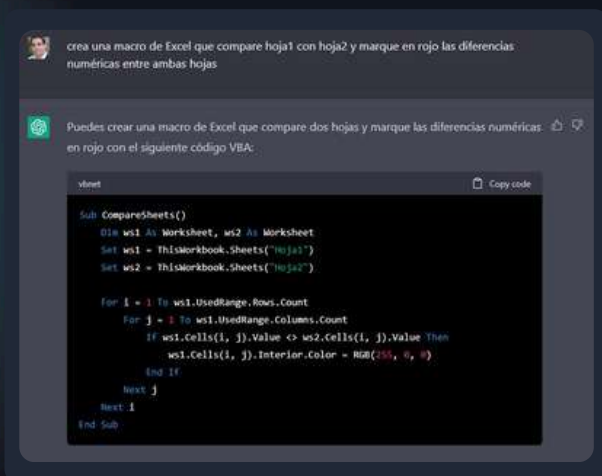 crea una macro de Excel que compare hoja1 con hoja2 y marque en rojo las diferencias
numéricas entre ambas hojas
Puedes crear una macro de Excel que compare dos hojas y marque las diferencias numéricas
en rojo con el siguiente código VBA:
vbnet Copy code
Sub CompareSheets()
    Dim ws1 As Worksheet, ws2 As Worksheet
    Set ws1 = ThisWorkbook.Sheets("Hoja1")
    Set ws2 = ThisWorkbook.Sheets("Hoja2")
    For i = 1 To ws1.UsedRange.Rows.Count
        For j = 1 To ws1.UsedRange.Columns.Count
            If ws1.Cells(i, j).Value <> ws2.Cells(i, j).Value Then
                ws1.Cells(i, j).Interior.Color = RGB(255, 0, 0)
            End If
        Next j
    Next i
End Sub